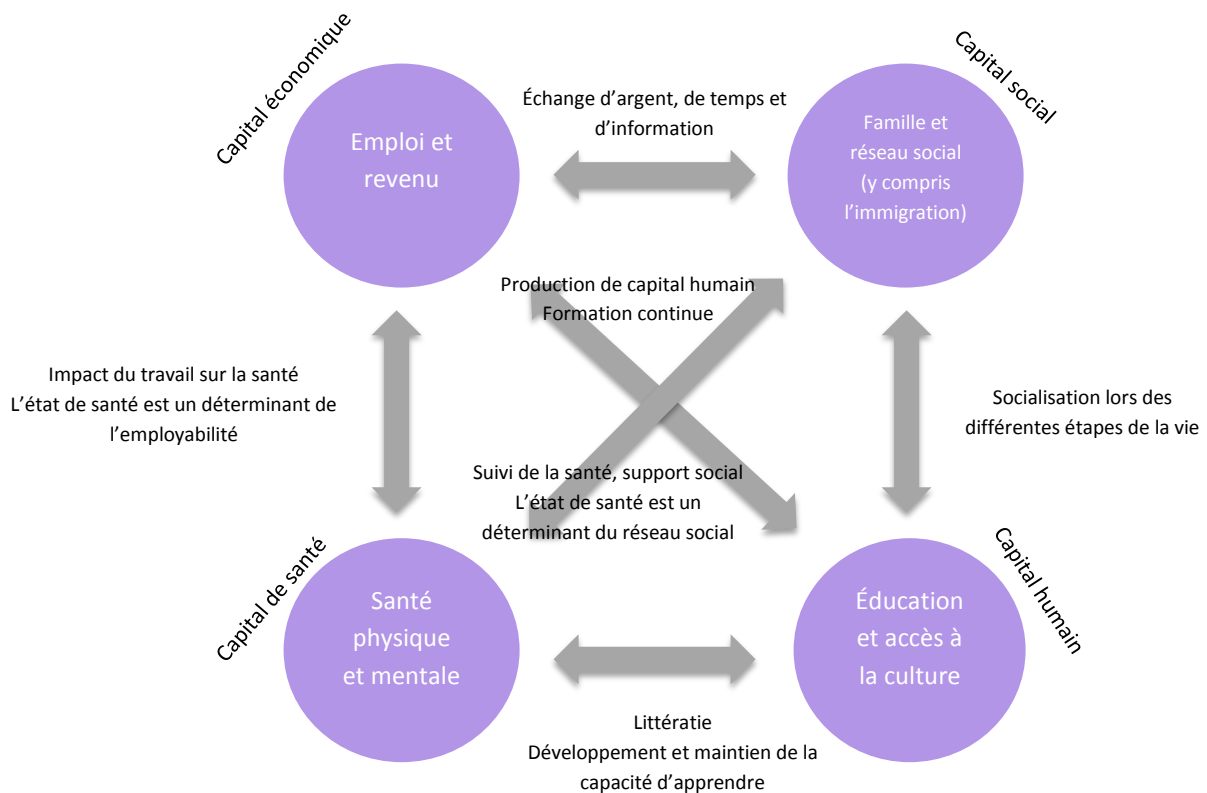 Capital économique
Emploi et
revenu
Échange d’argent, de temps et
d’information
Capital social
Famille et
réseau social
(y compris
l’immigration)
Production de capital humain
Formation continue
Impact du travail sur la santé
L’état de santé est un déterminant de
l’employabilité
Socialisation lors des
différentes étapes de la vie
Suivi de la santé, support social
L’état de santé est un
déterminant du réseau social
Capital de santé
Santé
physique
et mentale
Capital humain
Éducation
et accès à
la culture
Littératie
Développement et maintien de la
capacité d’apprendre